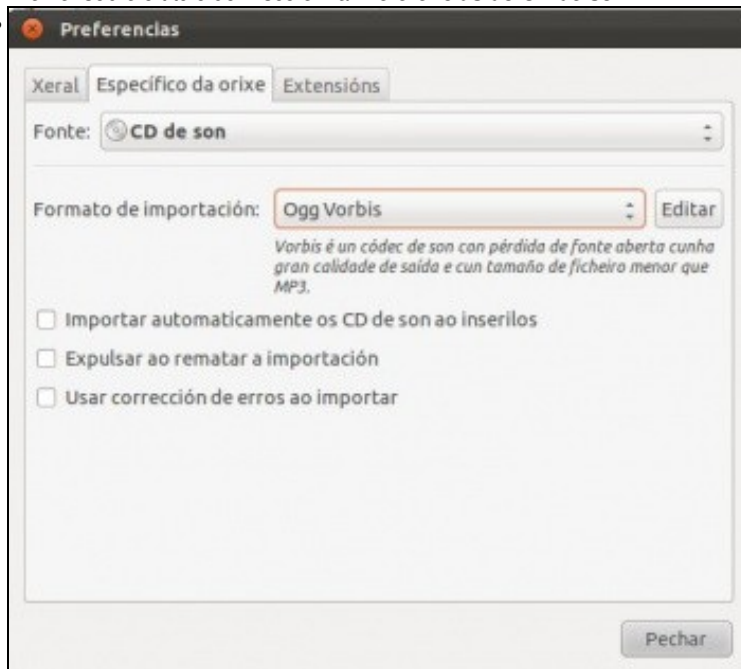 Preferencias
Xeral Específico da orixe Extensións
Fonte: CD de son
Formato de importación: Ogg Vorbis Editar
Vorbis é un códec de son con pérdida de fonte aberta cunha
gran calidade de saída e cun tamaño de ficheiro menor que
MP3.
Importar automaticamente os CD de son ao inserilos
Expulsar ao rematar a importación
Usar corrección de erros ao importar
Pechar